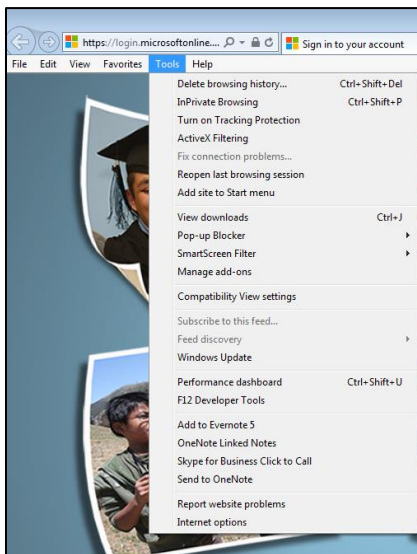 https://login.microsoftonline....
Sign in to your account
File Edit View Favorites Tools Help
Delete browsing history... Ctrl+Shift+Del
InPrivate Browsing Ctrl+Shift+P
Turn on Tracking Protection
ActiveX Filtering
Fix connection problems...
Reopen last browsing session
Add site to Start menu
View downloads Ctrl+J
Pop-up Blocker
SmartScreen Filter
Manage add-ons
Compatibility View settings
Subscribe to this feed...
Feed discovery
Windows Update
Performance dashboard Ctrl+Shift+U
F12 Developer Tools
Add to Evernote 5
OneNote Linked Notes
Skype for Business Click to Call
Send to OneNote
Report website problems
Internet options